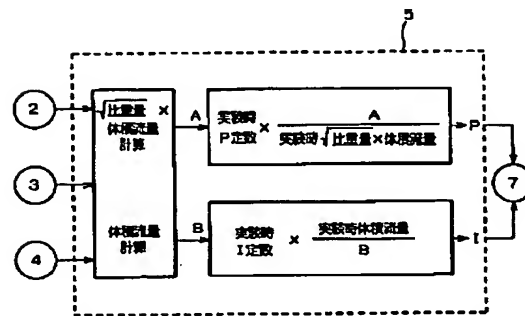 5
2
√比重量 ×
体積流量
計算
A
実験時
P定数
×
A
実験時√比重量×体積流量
P
3
7
4
体積流量
計算
B
実験時
I定数
×
実験時体積流量
B
I